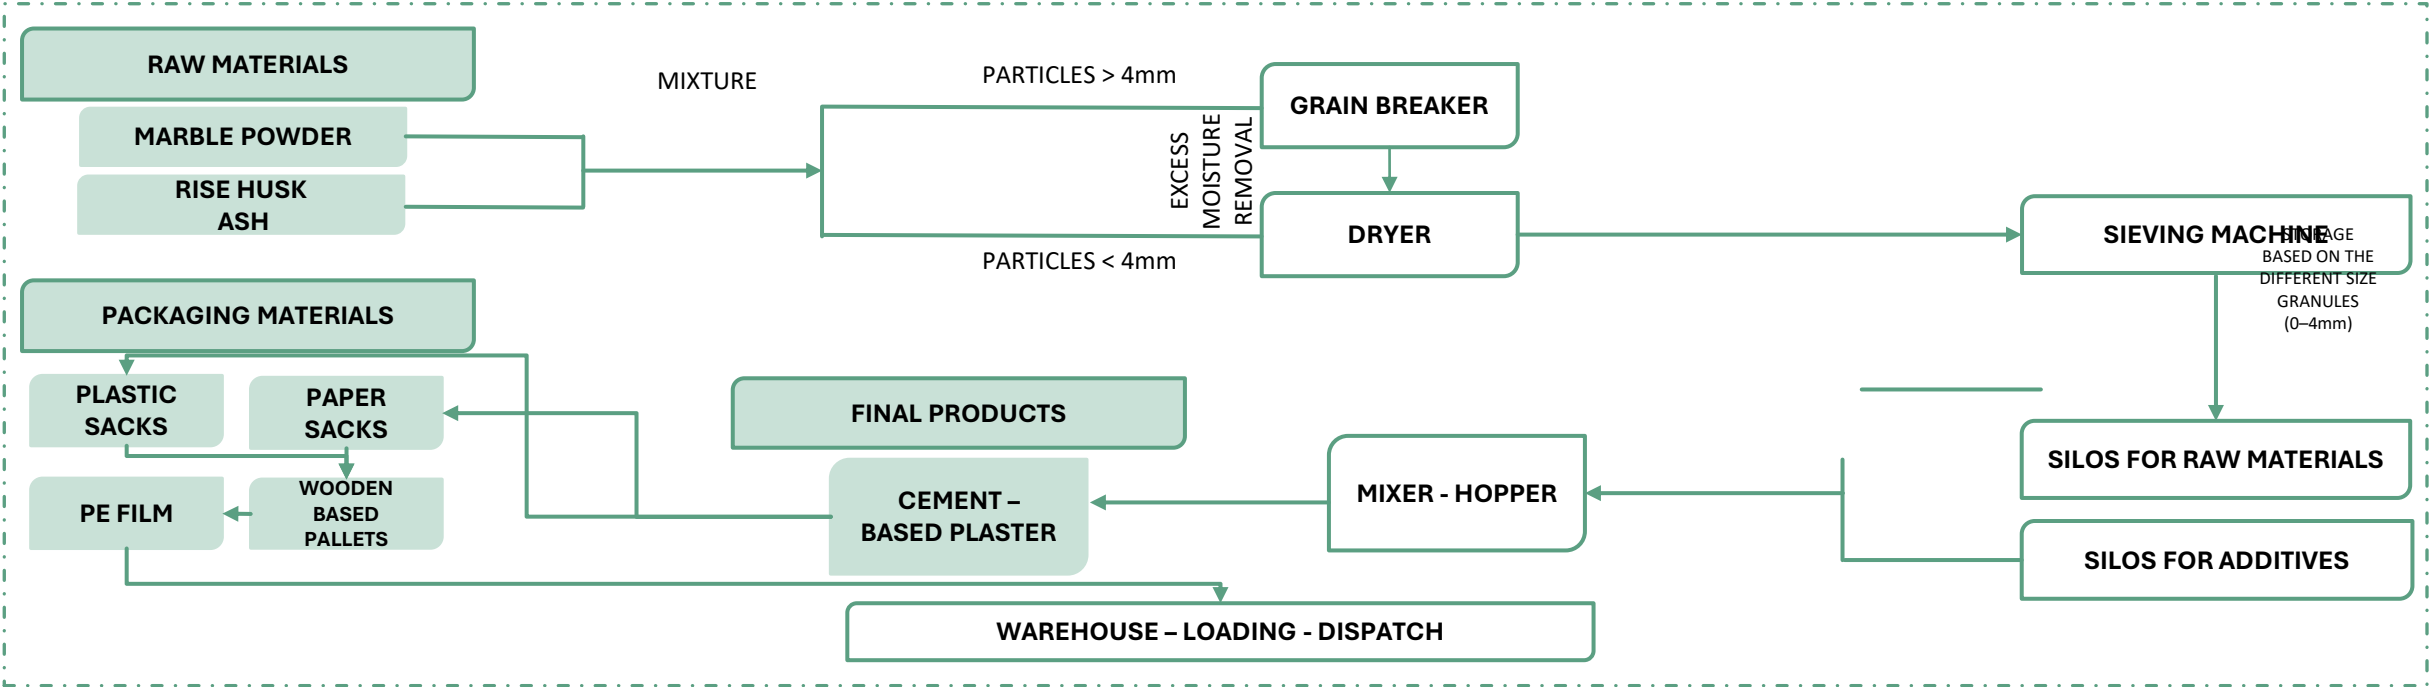 RAW MATERIALS
MARBLE POWDER
RISE HUSK
ASH
MIXTURE
PARTICLES > 4mm
GRAIN BREAKER
EXCESS
MOISTURE
REMOVAL
DRYER
PARTICLES < 4mm
SIEVING MACHINE
STORAGE
BASED ON THE
DIFFERENT SIZE
GRANULES
(0–4mm)
PACKAGING MATERIALS
PLASTIC
SACKS
PAPER
SACKS
PE FILM
WOODEN
BASED
PALLETS
FINAL PRODUCTS
CEMENT –
BASED PLASTER
MIXER - HOPPER
SILOS FOR RAW MATERIALS
SILOS FOR ADDITIVES
WAREHOUSE – LOADING - DISPATCH